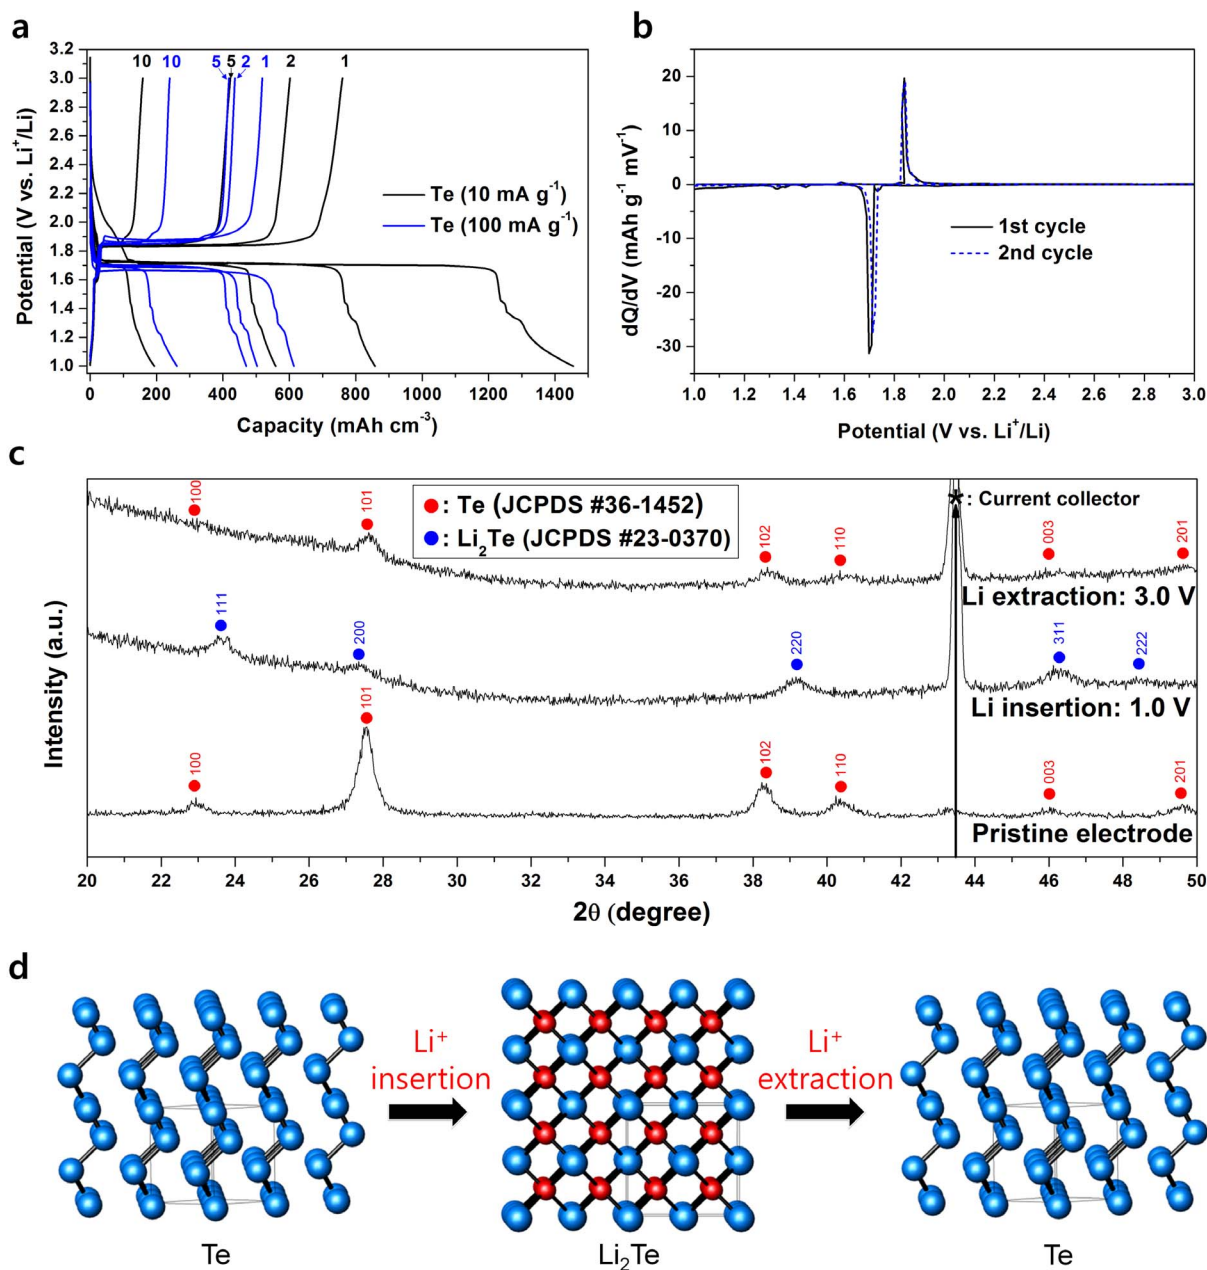 a
10 10 5 5 2 1 2 1
3.2
3.0
2.8
2.6
2.4
2.2
2.0
1.8
1.6
1.4
1.2
1.0
Potential (V vs. Li⁺/Li)
Te (10 mA g⁻¹)
Te (100 mA g⁻¹)
0 200 400 600 800 1000 1200 1400
Capacity (mAh cm⁻³)
b
20
10
0
-10
-20
-30
dQ/dV (mAh g⁻¹ mV⁻¹)
1st cycle
2nd cycle
1.0 1.2 1.4 1.6 1.8 2.0 2.2 2.4 2.6 2.8 3.0
Potential (V vs. Li⁺/Li)
c
Intensity (a.u.)
: Te (JCPDS #36-1452)
: Li₂Te (JCPDS #23-0370)
*: Current collector
100 101 102 110 003 201
Li extraction: 3.0 V
111 200 220 311 222
Li insertion: 1.0 V
100 101 102 110 003 201
Pristine electrode
20 22 24 26 28 30 32 34 36 38 40 42 44 46 48 50
2θ (degree)
d
Li⁺
insertion
Li⁺
extraction
Te
Li₂Te
Te